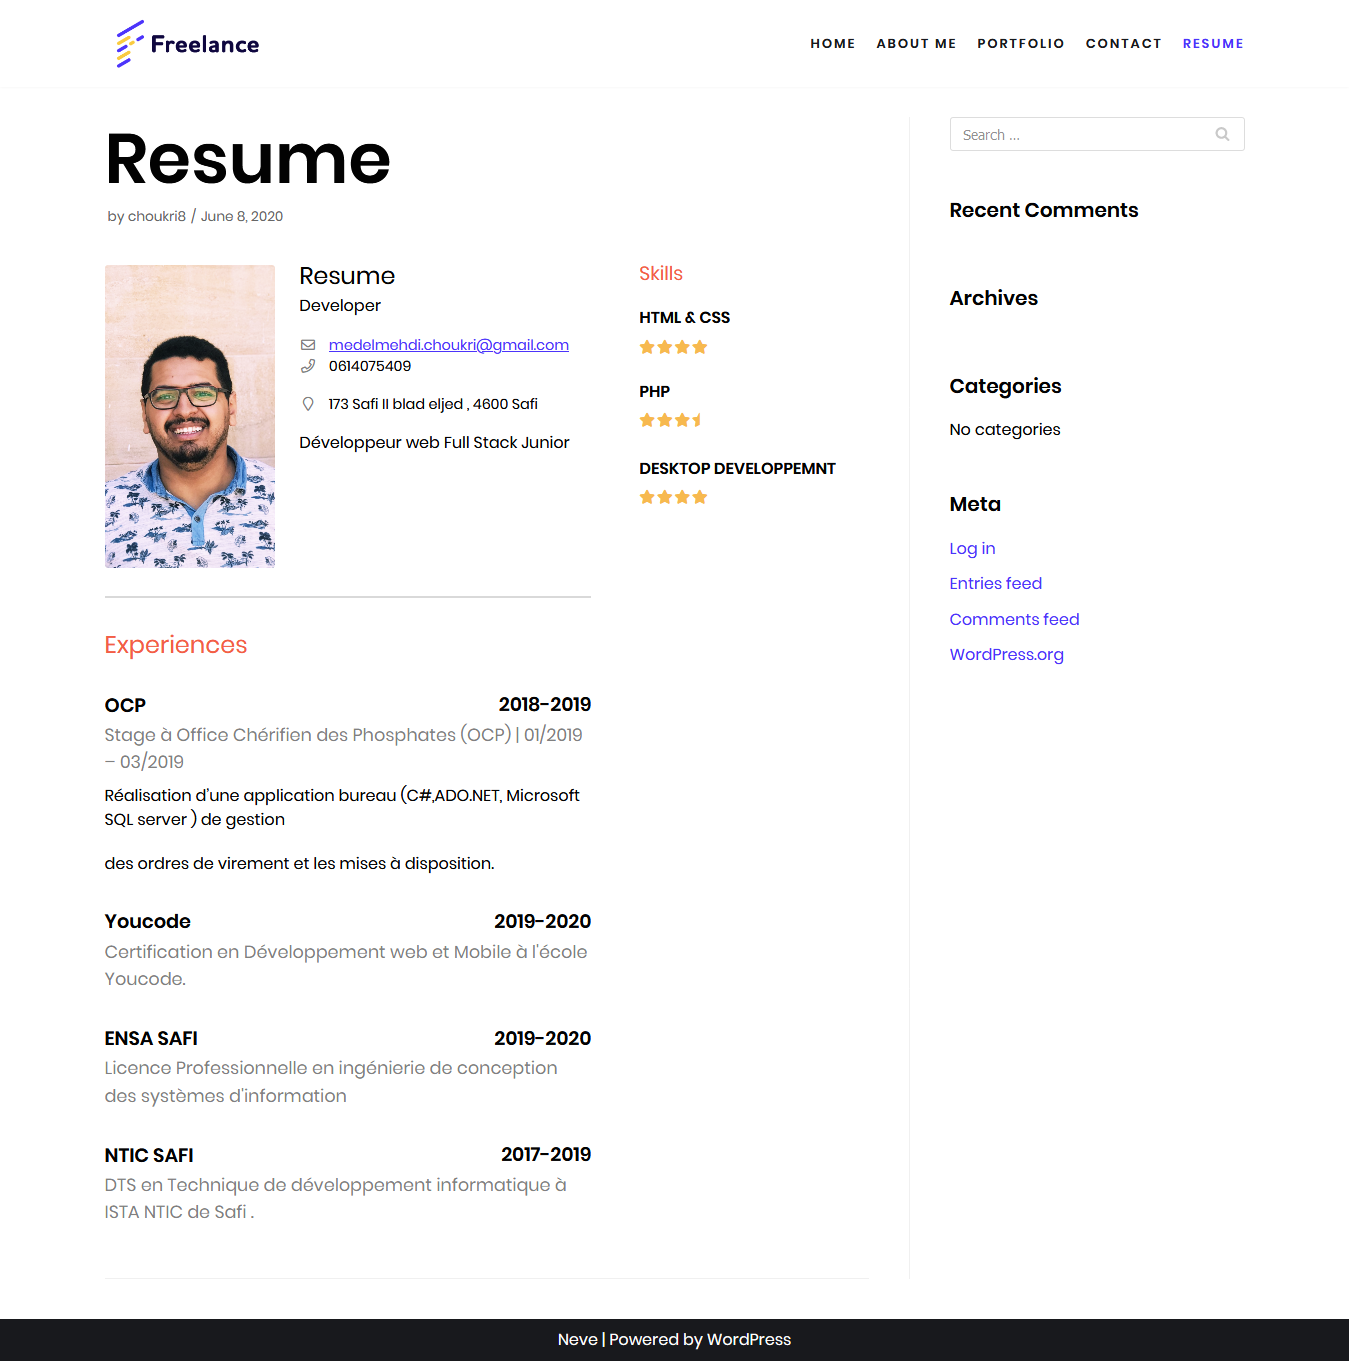 Freelance
HOME ABOUT ME PORTFOLIO CONTACT RESUME
Resume
by choukri8 / June 8, 2020
Resume
Developer
medelmehdi.choukri@gmail.com
0614075409
173 Safi II blad eljed , 4600 Safi
Développeur web Full Stack Junior
Skills
HTML & CSS
PHP
DESKTOP DEVELOPPEMNT
Experiences
OCP 2018-2019
Stage à Office Chérifien des Phosphates (OCP) | 01/2019
– 03/2019
Réalisation d’une application bureau (C#,ADO.NET, Microsoft
SQL server ) de gestion
des ordres de virement et les mises à disposition.
Youcode 2019-2020
Certification en Développement web et Mobile à l'école
Youcode.
ENSA SAFI 2019-2020
Licence Professionnelle en ingénierie de conception
des systèmes d'information
NTIC SAFI 2017-2019
DTS en Technique de développement informatique à
ISTA NTIC de Safi .
Search ...
Recent Comments
Archives
Categories
No categories
Meta
Log in
Entries feed
Comments feed
WordPress.org
Neve | Powered by WordPress